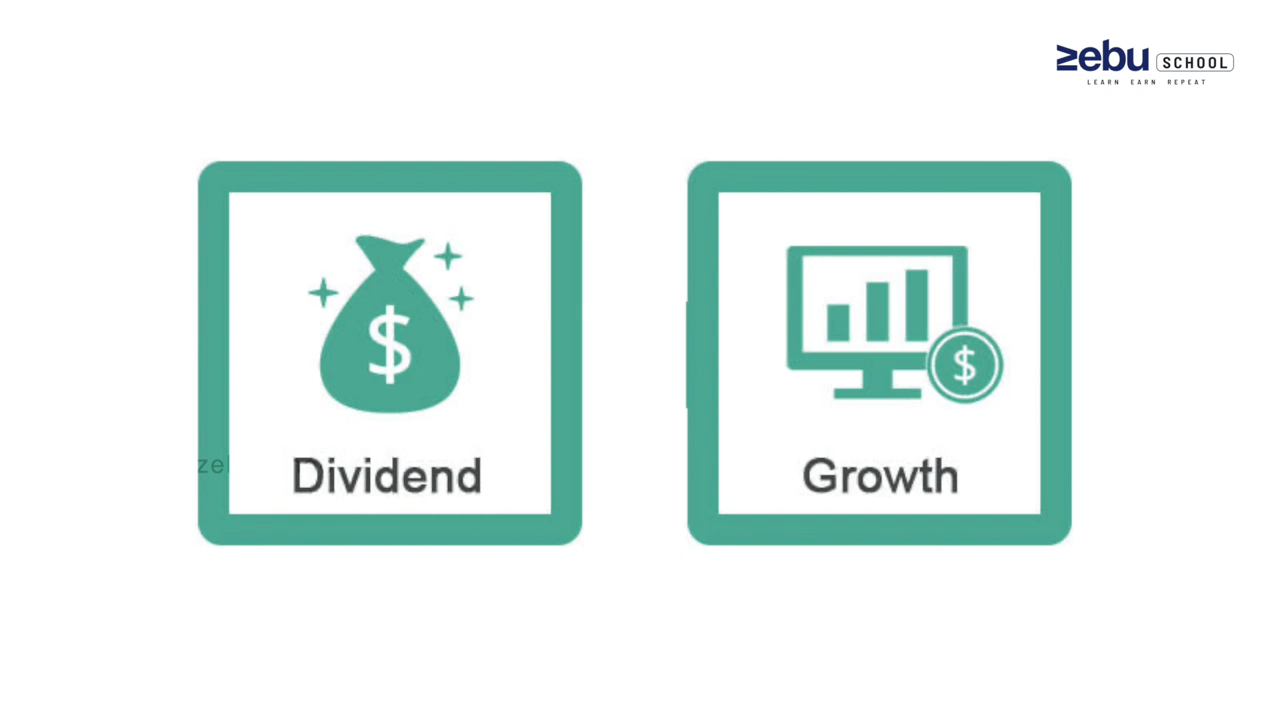 zebu SCHOOL
LEARN EARN REPEAT
$
$
Dividend
Growth